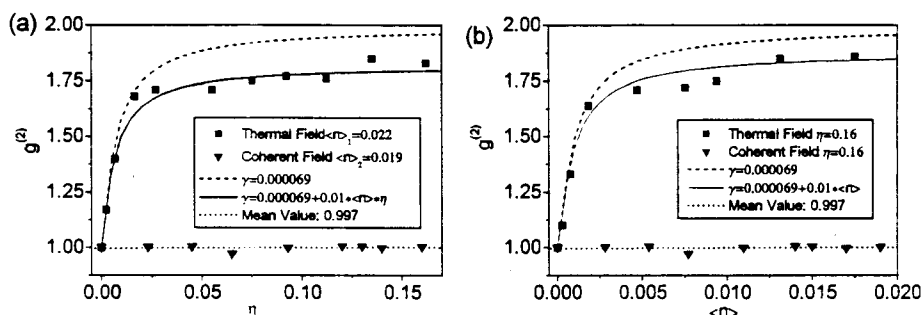 (a)
2.00
1.75
1.50
1.25
1.00
g(2)
Thermal Field<n>1=0.022
Coherent Field <n>2=0.019
γ=0.000069
γ=0.000069+0.01*<n>*η
Mean Value: 0.997
0.00
0.05
0.10
0.15
η
(b)
2.00
1.75
1.50
1.25
1.00
g(2)
Thermal Field η=0.16
Coherent Field η=0.16
γ=0.000069
γ=0.000069+0.01*<n>
Mean Value: 0.997
0.000
0.005
0.010
0.015
0.020
<n>